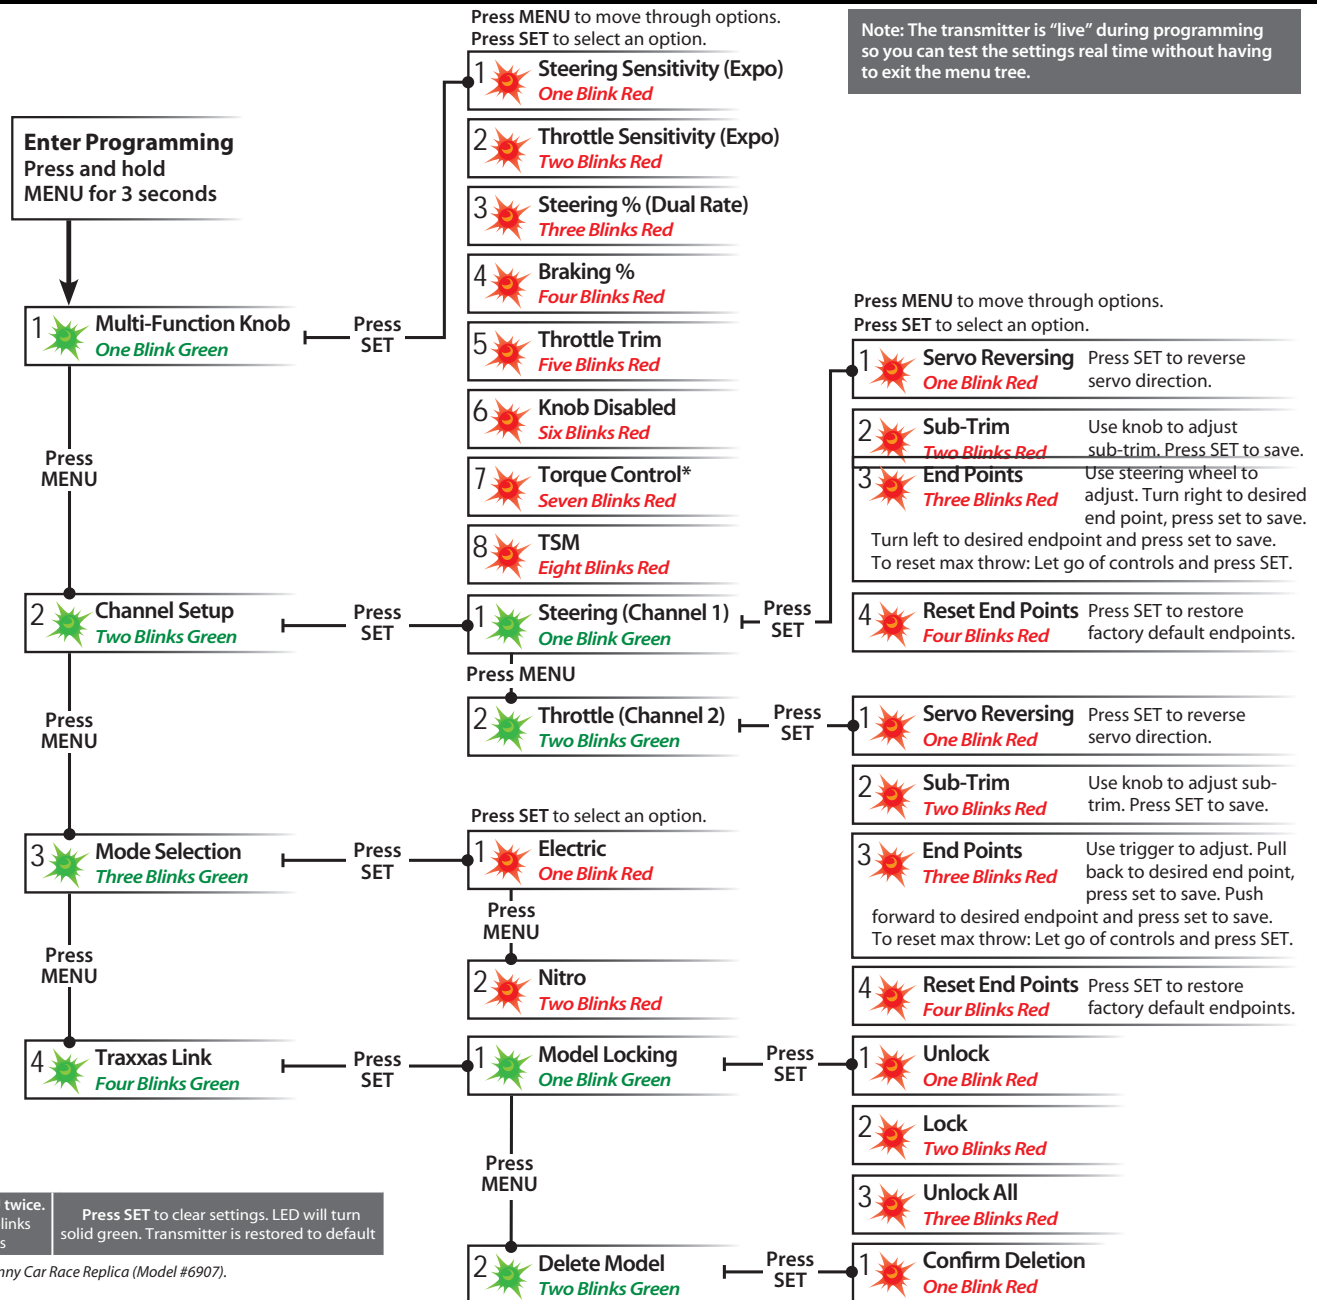 Press MENU to move through options.
Press SET to select an option.
Note: The transmitter is “live” during programming
so you can test the settings real time without having
to exit the menu tree.
Enter Programming
Press and hold
MENU for 3 seconds
1 Steering Sensitivity (Expo)
One Blink Red
2 Throttle Sensitivity (Expo)
Two Blinks Red
3 Steering % (Dual Rate)
Three Blinks Red
4 Braking %
Four Blinks Red
1 Multi-Function Knob
One Blink Green
Press
SET
5 Throttle Trim
Five Blinks Red
6 Knob Disabled
Six Blinks Red
7 Torque Control*
Seven Blinks Red
8 TSM
Eight Blinks Red
Press
MENU
Press MENU to move through options.
Press SET to select an option.
1 Servo Reversing Press SET to reverse
One Blink Red servo direction.
2 Sub-Trim Use knob to adjust
Two Blinks Red sub-trim. Press SET to save.
3 End Points Use steering wheel to
Three Blinks Red adjust. Turn right to desired
end point, press set to save.
Turn left to desired endpoint and press set to save.
To reset max throw: Let go of controls and press SET.
4 Reset End Points Press SET to restore
Four Blinks Red factory default endpoints.
2 Channel Setup
Two Blinks Green
Press
SET
1 Steering (Channel 1)
One Blink Green
Press
SET
Press MENU
2 Throttle (Channel 2)
Two Blinks Green
Press
SET
1 Servo Reversing Press SET to reverse
One Blink Red servo direction.
2 Sub-Trim Use knob to adjust sub-
Two Blinks Red trim. Press SET to save.
3 End Points Use trigger to adjust. Pull
Three Blinks Red back to desired end point,
press set to save. Push
forward to desired endpoint and press set to save.
To reset max throw: Let go of controls and press SET.
4 Reset End Points Press SET to restore
Four Blinks Red factory default endpoints.
Press
MENU
3 Mode Selection
Three Blinks Green
Press
SET
Press SET to select an option.
1 Electric
One Blink Red
Press
MENU
2 Nitro
Two Blinks Red
Press
MENU
4 Traxxas Link
Four Blinks Green
Press
SET
1 Model Locking
One Blink Green
Press
SET
1 Unlock
One Blink Red
2 Lock
Two Blinks Red
3 Unlock All
Three Blinks Red
Press
MENU
2 Delete Model
Two Blinks Green
Press
SET
1 Confirm Deletion
One Blink Red
twice.
Press SET to clear settings. LED will turn
solid green. Transmitter is restored to default
Car Race Replica (Model #6907).